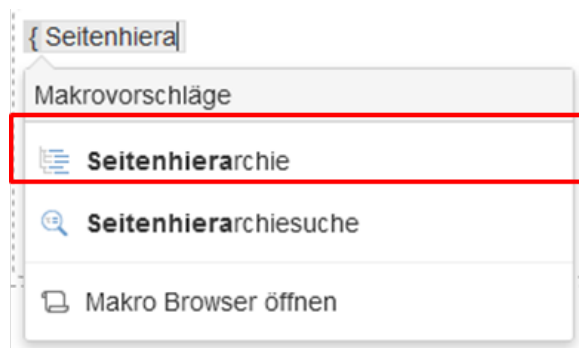 { Seitenhiera
Makrovorschläge
Seitenhierarchie
Seitenhierarchiesuche
Makro Browser öffnen